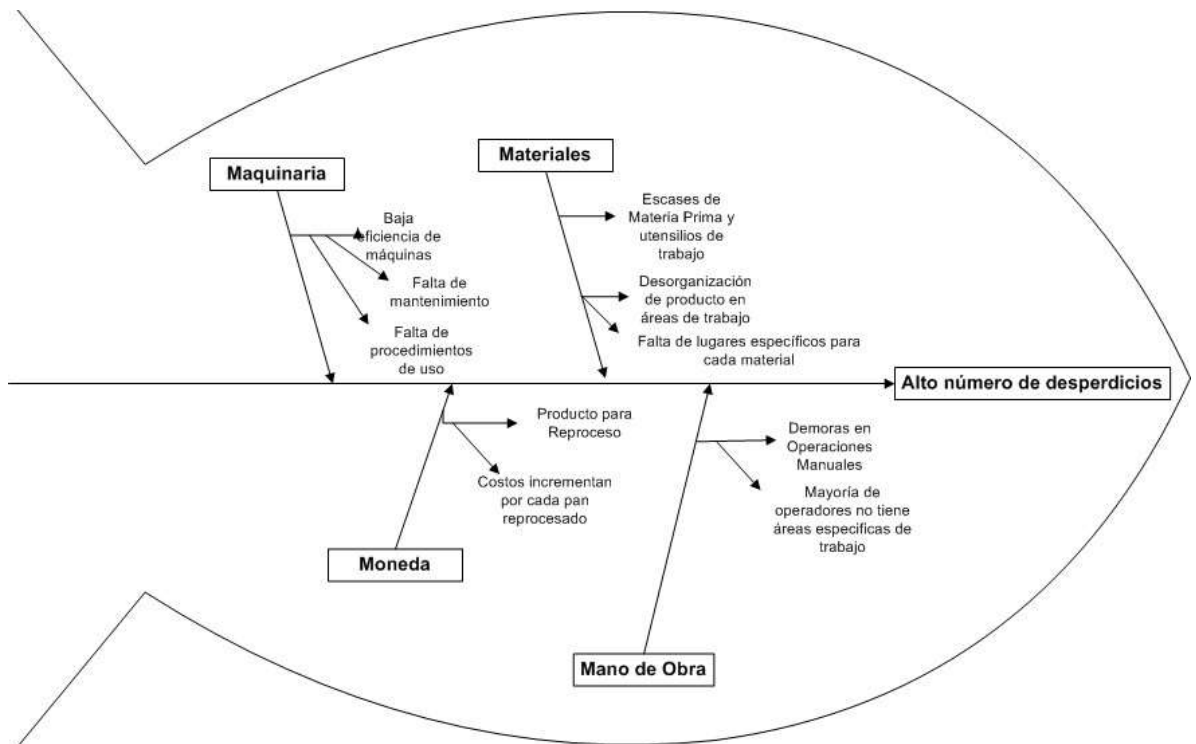 Maquinaria
Baja
eficiencia de
máquinas
Falta de
mantenimiento
Falta de
procedimientos
de uso
Materiales
Escases de
Materia Prima y
utensilios de
trabajo
Desorganización
de producto en
áreas de trabajo
Falta de lugares específicos para
cada material
Alto número de desperdicios
Producto para
Reproceso
Costos incrementan
por cada pan
reprocesado
Moneda
Demoras en
Operaciones
Manuales
Mayoría de
operadores no tiene
áreas especificas de
trabajo
Mano de Obra